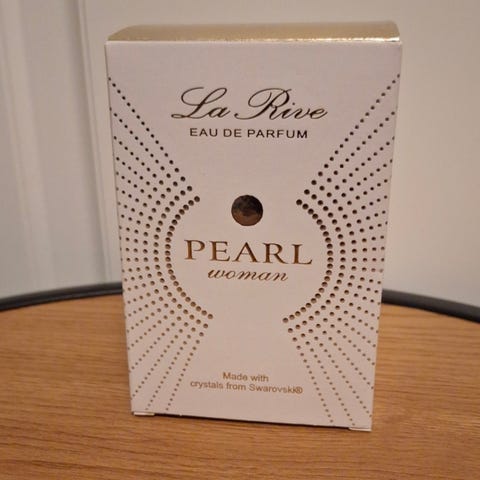 La Rive
EAU DE PARFUM
PEARL
woman
Made with
crystals from Swarovski®